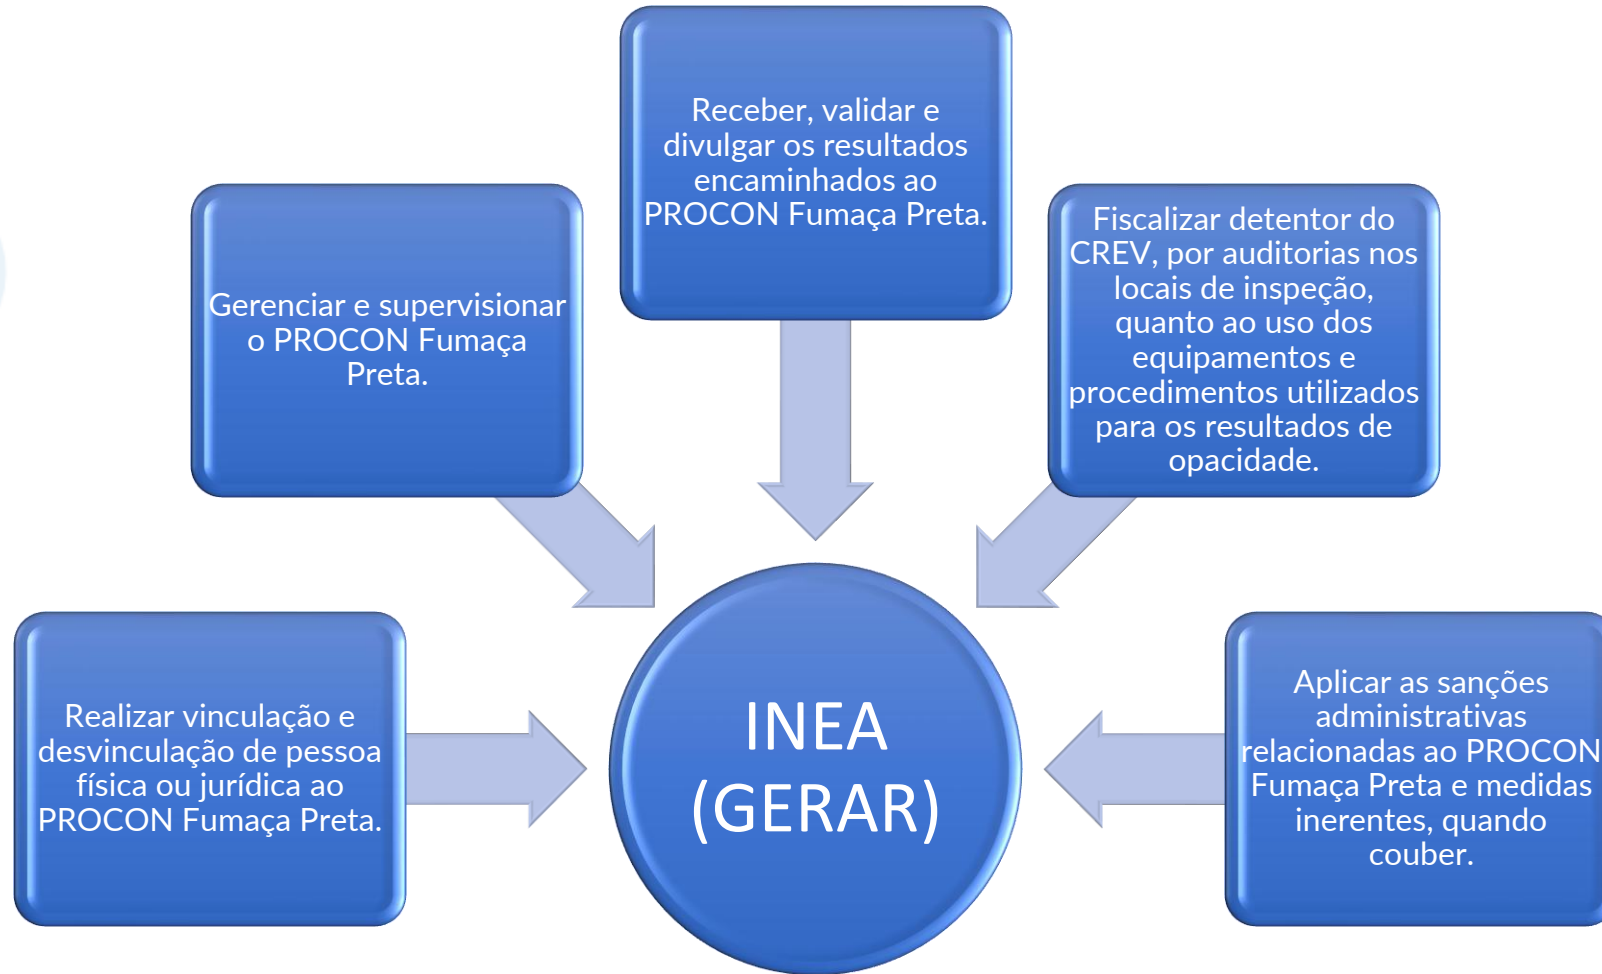 Receber, validar e
divulgar os resultados
encaminhados ao
PROCON Fumaça Preta.
Gerenciar e supervisionar
o PROCON Fumaça
Preta.
Fiscalizar detentor do
CREV, por auditorias nos
locais de inspeção,
quanto ao uso dos
equipamentos e
procedimentos utilizados
para os resultados de
opacidade.
Realizar vinculação e
desvinculação de pessoa
física ou jurídica ao
PROCON Fumaça Preta.
INEA
(GERAR)
Aplicar as sanções
administrativas
relacionadas ao PROCON
Fumaça Preta e medidas
inerentes, quando
couber.